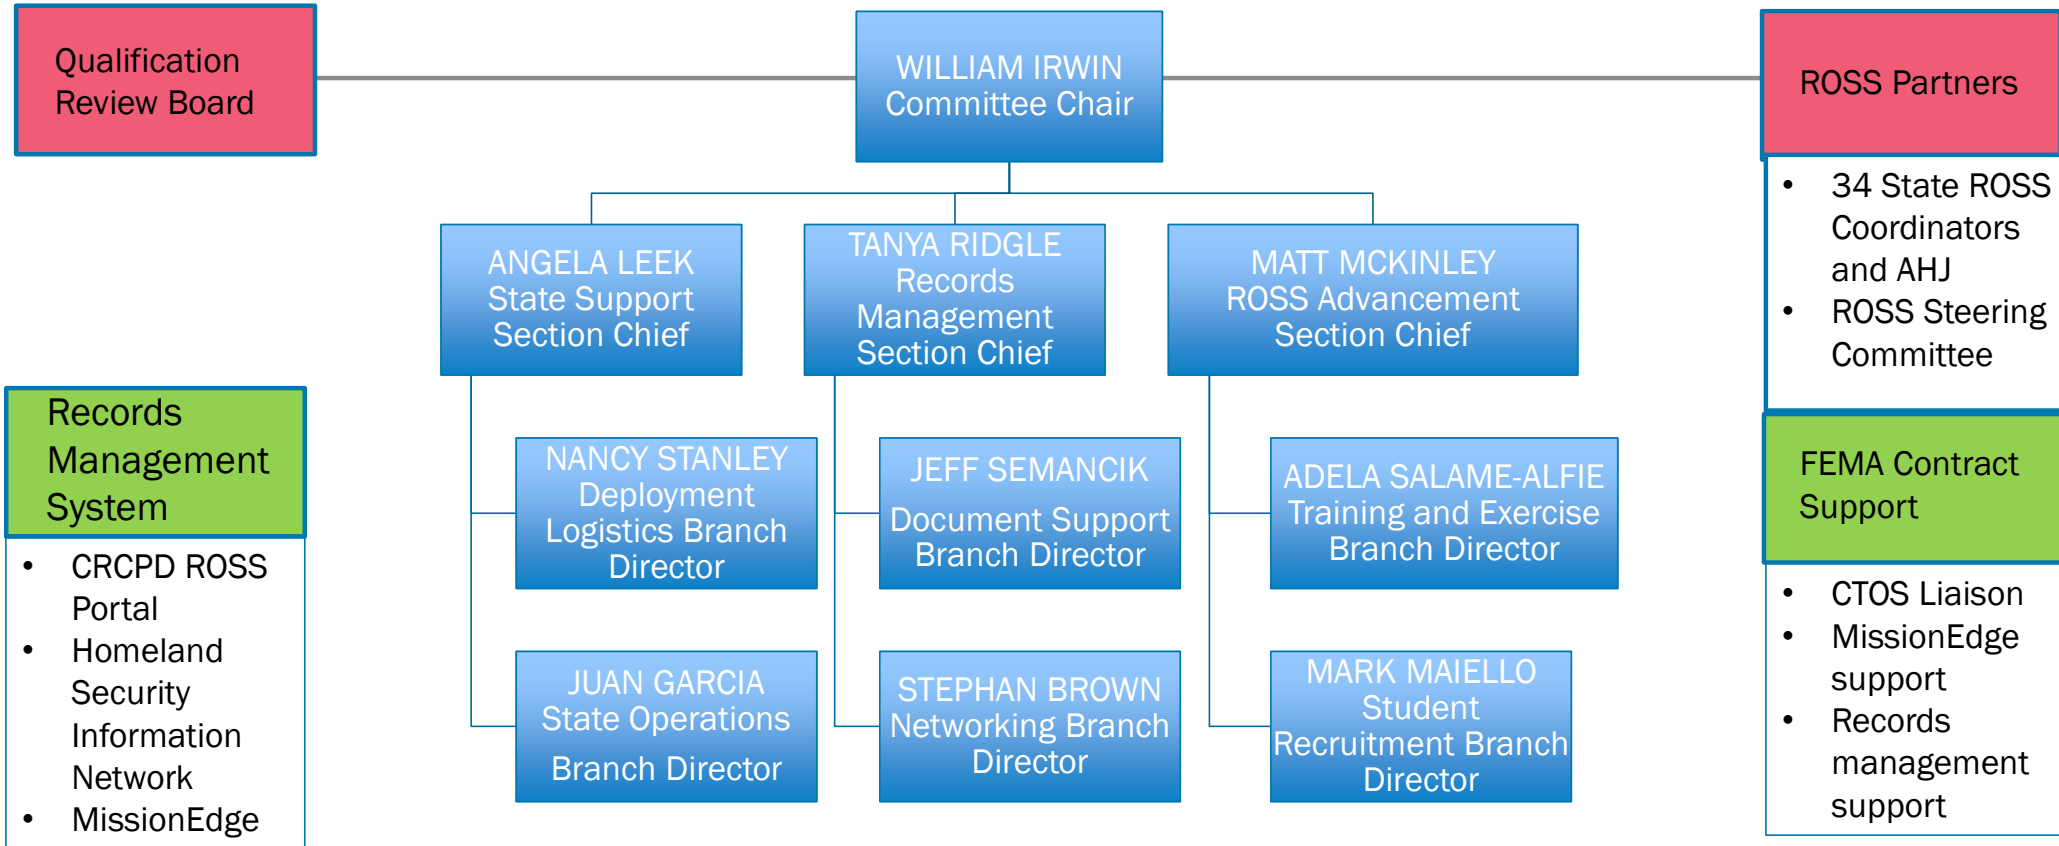 Qualification
Review Board
WILLIAM IRWIN
Committee Chair
ROSS Partners
• 34 State ROSS
Coordinators
and AHJ
• ROSS Steering
Committee
ANGELA LEEK
State Support
Section Chief
TANYA RIDGLE
Records
Management
Section Chief
MATT MCKINLEY
ROSS Advancement
Section Chief
Records
Management
System
• CRCPD ROSS
Portal
• Homeland
Security
Information
Network
• MissionEdge
NANCY STANLEY
Deployment
Logistics Branch
Director
JEFF SEMANCIK
Document Support
Branch Director
ADELA SALAME-ALFIE
Training and Exercise
Branch Director
FEMA Contract
Support
• CTOS Liaison
• MissionEdge
support
• Records
management
support
JUAN GARCIA
State Operations
Branch Director
STEPHAN BROWN
Networking Branch
Director
MARK MAIELLO
Student
Recruitment Branch
Director